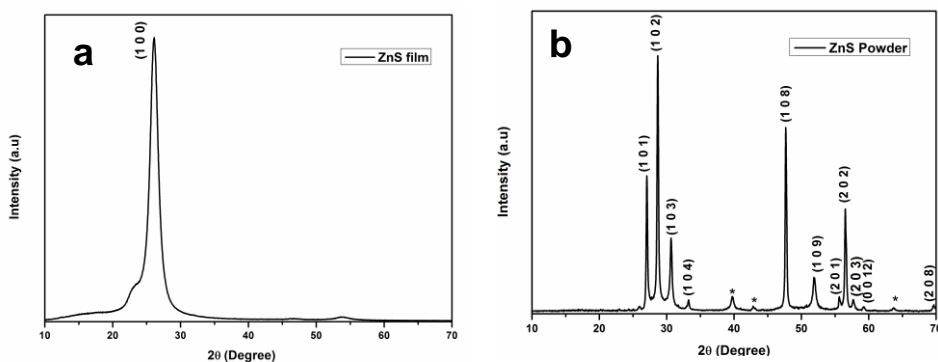 a
(1 0 0)
ZnS film
Intensity (a.u)
10 20 30 40 50 60 70
2θ (Degree)
b
(1 0 1)
(1 0 2)
(1 0 3)
(1 0 4)
*
*
(1 0 8)
(1 0 9)
(2 0 1)
(2 0 2)
(2 0 3)
(0 0 12)
*
(2 0 8)
ZnS Powder
Intensity (a.u)
10 20 30 40 50 60 70
2θ (Degree)